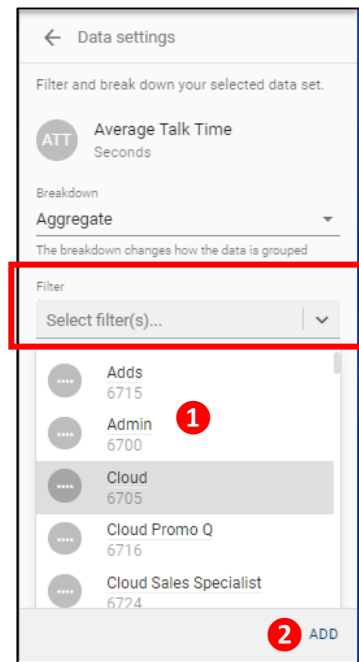 Data settings
Filter and break down your selected data set.
ATT
Average Talk Time
Seconds
Breakdown
Aggregate
The breakdown changes how the data is grouped
Filter
Select filter(s)...
Adds
6715
Admin
6700
1
Cloud
6705
Cloud Promo Q
6716
Cloud Sales Specialist
6724
2 ADD